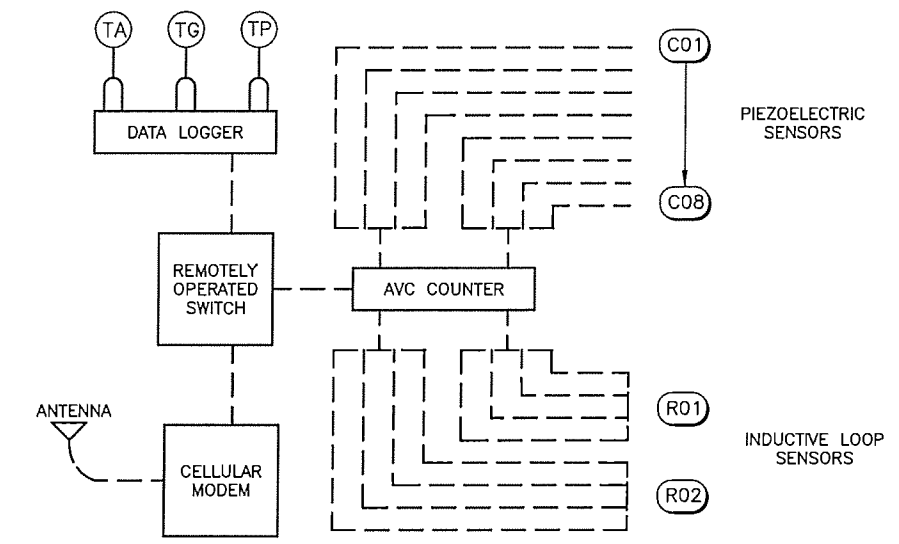 TA
TG
TP
DATA LOGGER
C01
PIEZOELECTRIC
SENSORS
C08
REMOTELY
OPERATED
SWITCH
AVC COUNTER
ANTENNA
CELLULAR
MODEM
R01
INDUCTIVE LOOP
SENSORS
R02